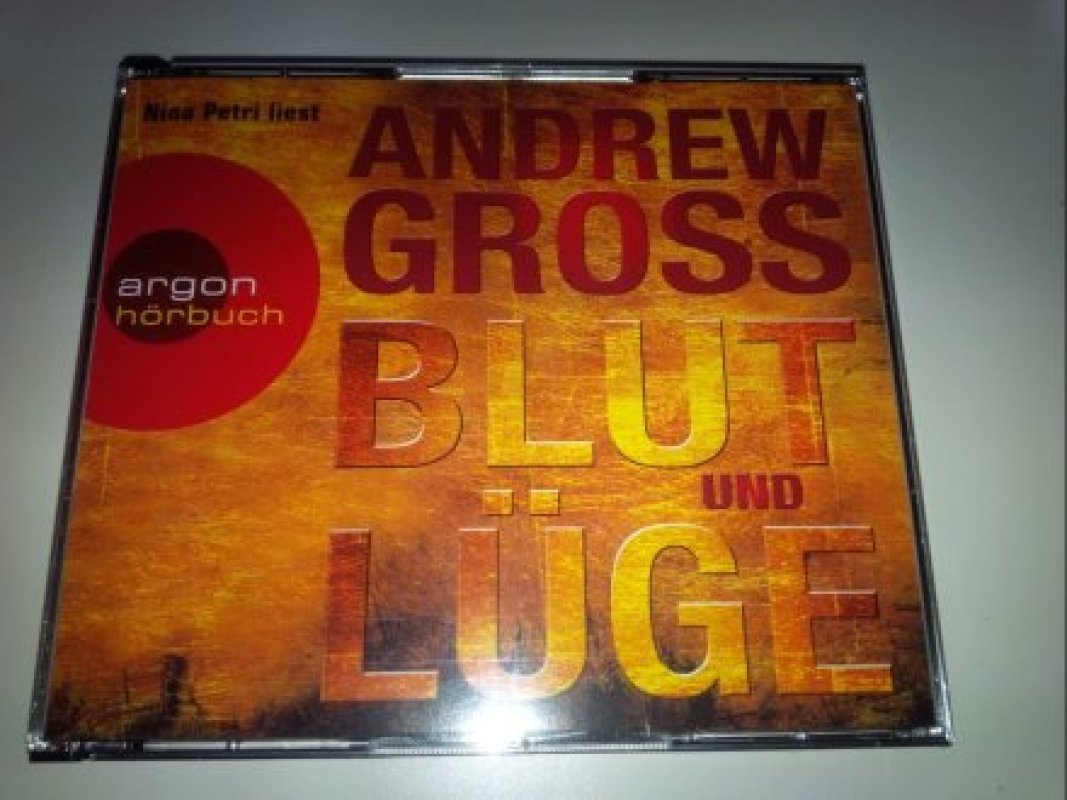 Nina Petri liest
ANDREW
GROSS
argon
hörbuch
BLUT
UND
LÜGE